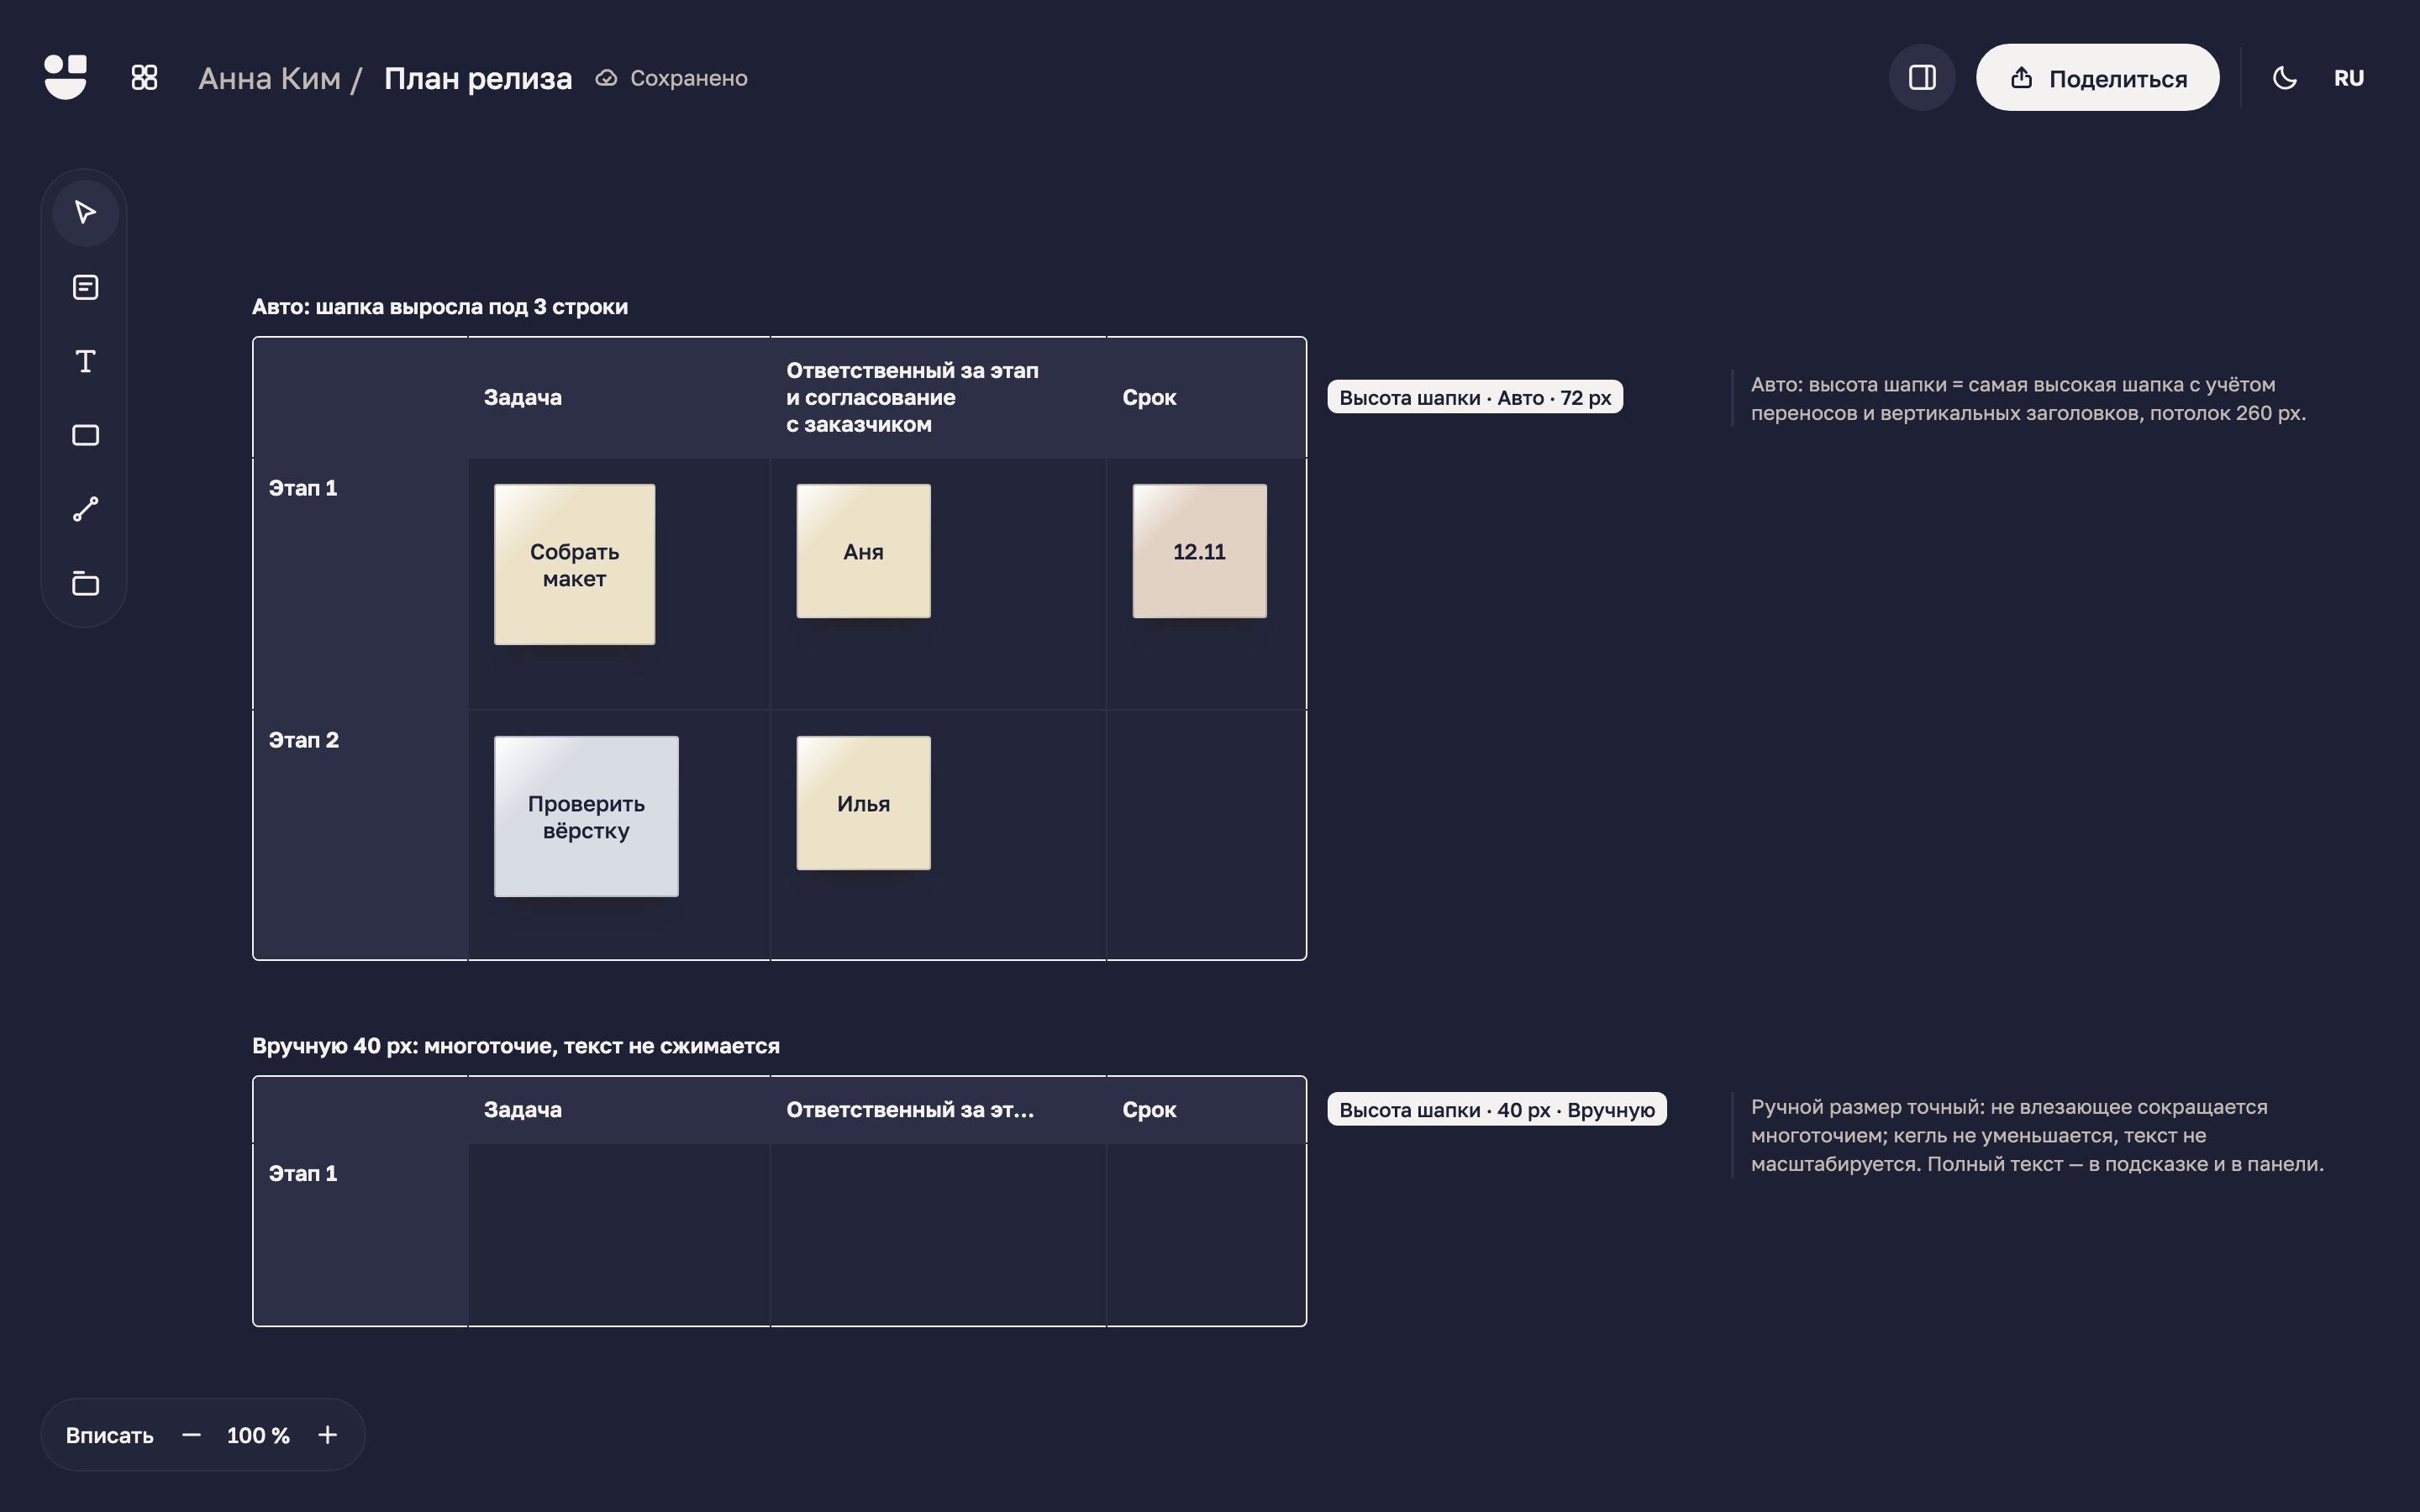 Анна Ким / План релиза Сохранено
Поделиться
RU
Авто: шапка выросла под 3 строки
Задача
Ответственный за этап
и согласование
с заказчиком
Срок
Высота шапки · Авто · 72 px
Авто: высота шапки = самая высокая шапка с учётом
переносов и вертикальных заголовков, потолок 260 px.
Этап 1
Собрать
макет
Аня
12.11
Этап 2
Проверить
вёрстку
Илья
Вручную 40 px: многоточие, текст не сжимается
Задача
Ответственный за эт...
Срок
Высота шапки · 40 px · Вручную
Ручной размер точный: не влезающее сокращается
многоточием; кегль не уменьшается, текст не
масштабируется. Полный текст — в подсказке и в панели.
Этап 1
Вписать — 100 % +